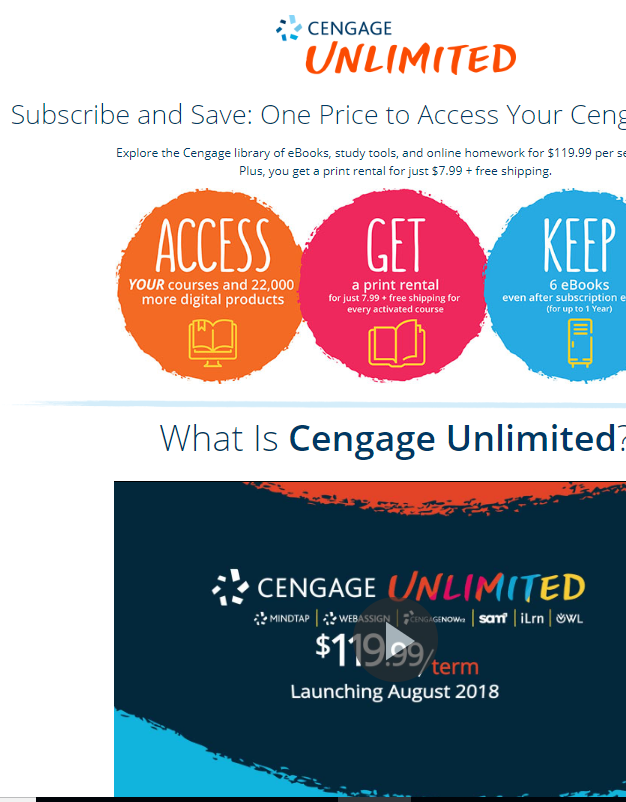 CENGAGE
UNLIMITED
Subscribe and Save: One Price to Access Your Ceng
Explore the Cengage library of eBooks, study tools, and online homework for $119.99 per se
Plus, you get a print rental for just $7.99 + free shipping.
ACCESS
YOUR courses and 22,000
more digital products
GET
a print rental
for just 7.99 + free shipping for
every activated course
KEEP
6 eBooks
even after subscription e
(for up to 1 Year)
What Is Cengage Unlimited?
CENGAGE UNLIMITED
MINDTAP | WEBASSIGN | CENGAGENOWv2 | sam | iLrn | OWL
$119.99/term
Launching August 2018